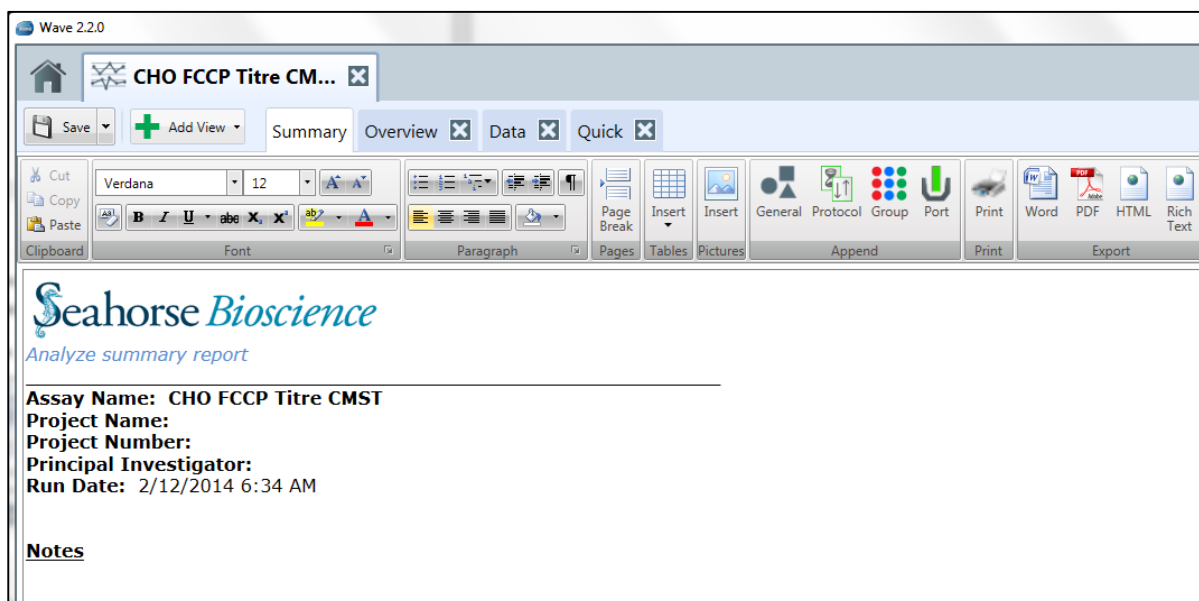 Wave 2.2.0
CHO FCCP Titre CM...
Save
Add View
Summary
Overview
Data
Quick
Cut
Copy
Paste
Clipboard
Verdana
12
B I U abc X, X²
Font
Paragraph
Page Break
Pages
Insert
Tables
Insert
Pictures
General
Protocol
Group
Port
Append
Print
Print
Word
PDF
HTML
Rich Text
Export
Seahorse Bioscience
Analyze summary report
Assay Name: CHO FCCP Titre CMST
Project Name:
Project Number:
Principal Investigator:
Run Date: 2/12/2014 6:34 AM
Notes